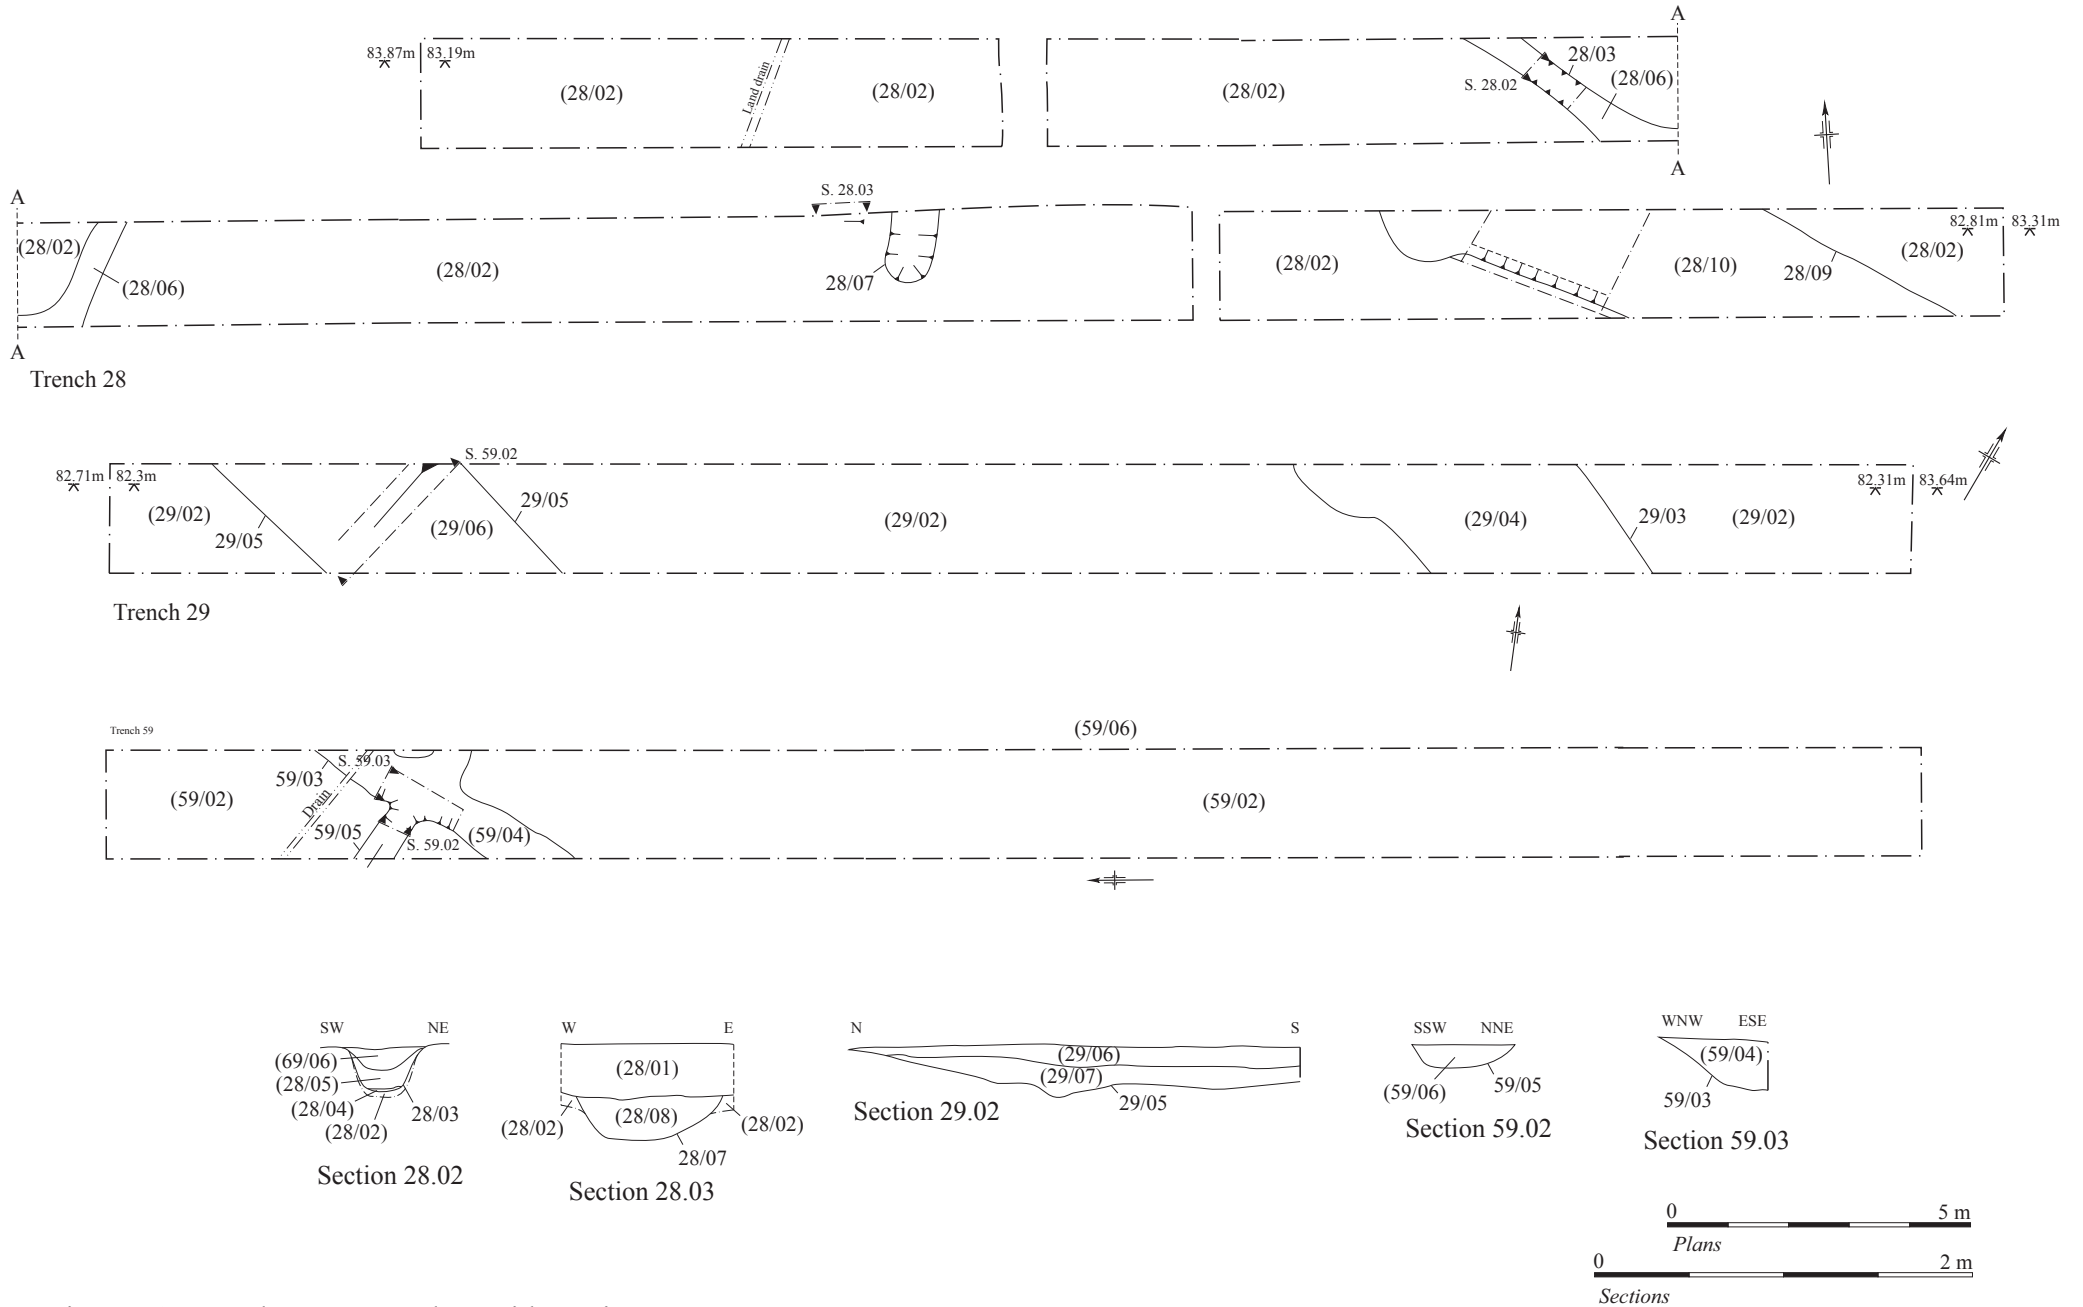 A
83.87m 83.19m
(28/02)
Land drain
(28/02)
(28/02)
S. 28.02
28/03
(28/06)
A
A
(28/02)
(28/06)
(28/02)
S. 28.03
28/07
(28/02)
(28/10)
28/09
(28/02)
82.81m 83.31m
A
Trench 28
82.71m 82.3m
(29/02)
29/05
S. 59.02
(29/06)
29/05
(29/02)
(29/04)
29/03
(29/02)
82.31m 83.64m
Trench 29
Trench 59
(59/06)
(59/02)
59/03
S. 59.03
Drain
59/05
S. 59.02
(59/04)
(59/02)
SW NE
(69/06)
(28/05)
(28/04)
(28/02)
28/03
Section 28.02
W E
(28/01)
(28/08)
(28/02)
(28/02)
28/07
Section 28.03
N S
(29/06)
(29/07)
29/05
Section 29.02
SSW NNE
(59/06)
59/05
Section 59.02
WNW ESE
(59/04)
59/03
Section 59.03
0 5 m
Plans
0 2 m
Sections